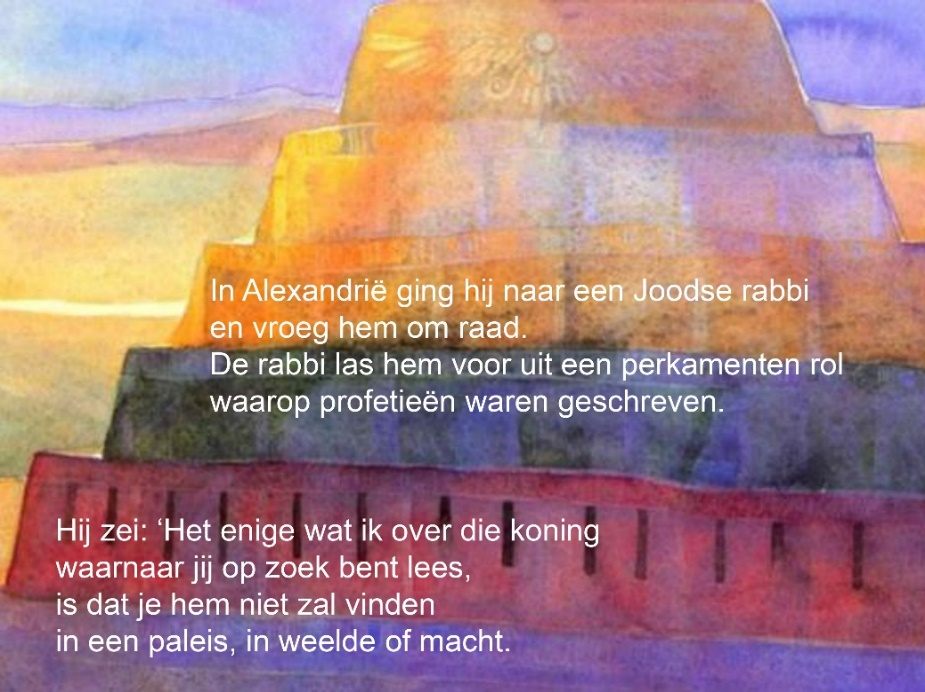 In Alexandrië ging hij naar een Joodse rabbi
en vroeg hem om raad.
De rabbi las hem voor uit een perkamenten rol
waarop profetieën waren geschreven.
Hij zei: ‘Het enige wat ik over die koning
waarnaar jij op zoek bent lees,
is dat je hem niet zal vinden
in een paleis, in weelde of macht.